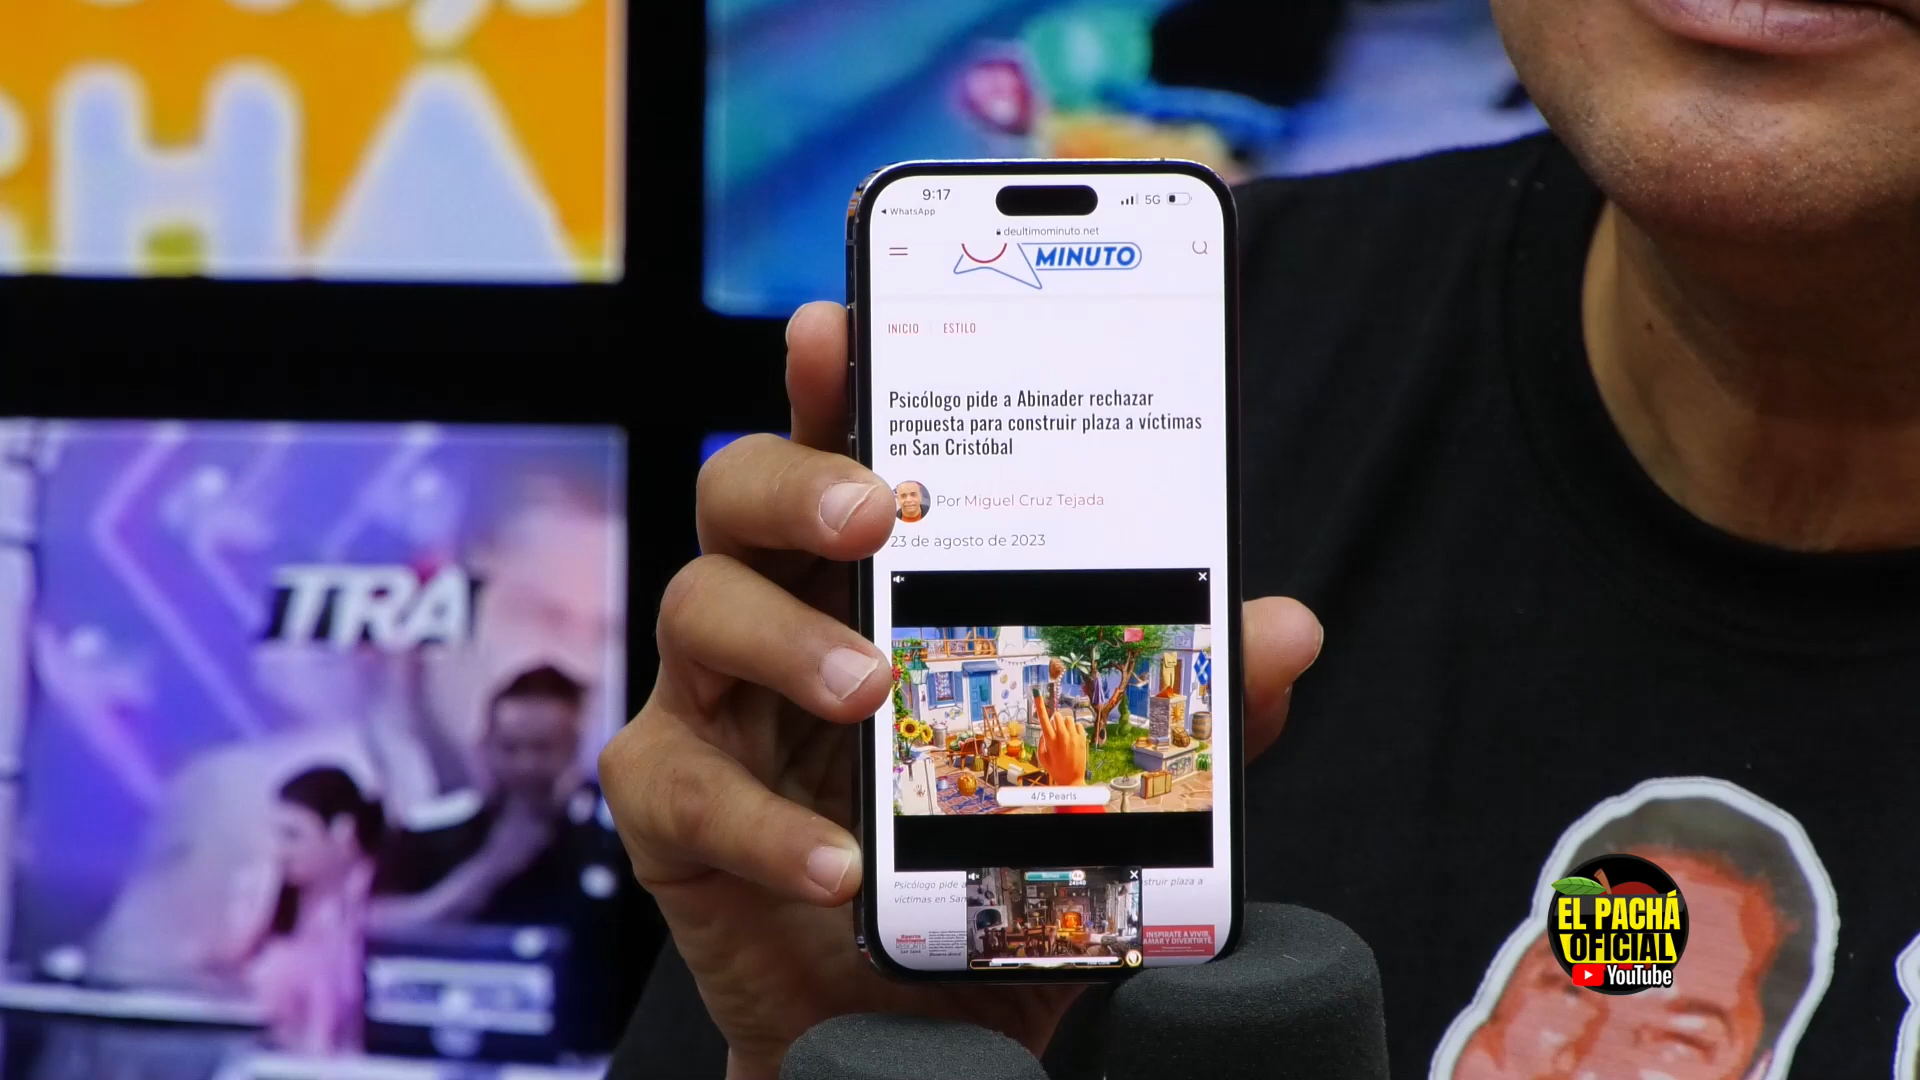 HÁ
TRA
9:17
5G
WhatsApp
deultimominuto.net
MINUTO
INICIO
ESTILO
Psicólogo pide a Abinader rechazar
propuesta para construir plaza a víctimas
en San Cristóbal
Por Miguel Cruz Tejada
23 de agosto de 2023
4/5 Pearls
Psicólogo pide a
struir plaza a
víctimas en San
INSPIRATE A VIVIR,
AMAR Y DIVERTIRTE.
EL PACHÁ
OFICIAL
YouTube